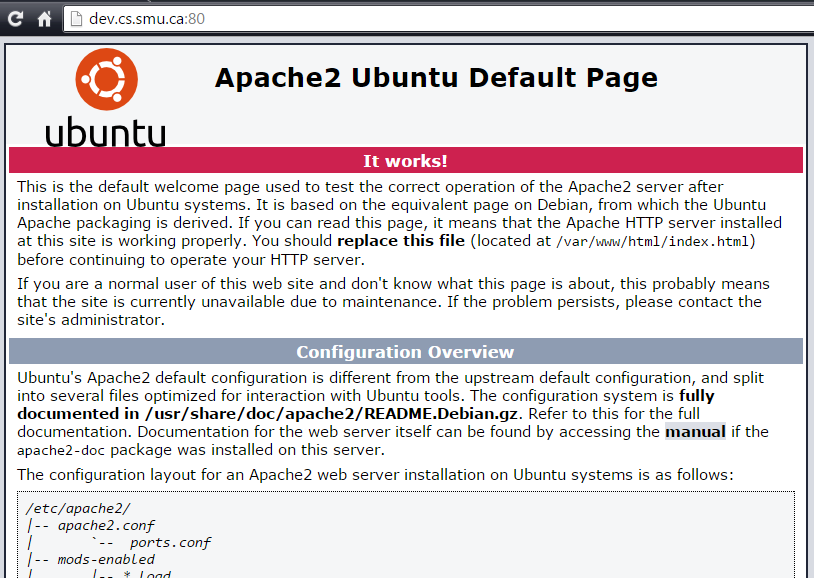 dev.cs.smu.ca:80
Apache2 Ubuntu Default Page
ubuntu
It works!
This is the default welcome page used to test the correct operation of the Apache2 server after
installation on Ubuntu systems. It is based on the equivalent page on Debian, from which the Ubuntu
Apache packaging is derived. If you can read this page, it means that the Apache HTTP server installed
at this site is working properly. You should replace this file (located at /var/www/html/index.html)
before continuing to operate your HTTP server.
If you are a normal user of this web site and don't know what this page is about, this probably means
that the site is currently unavailable due to maintenance. If the problem persists, please contact the
site's administrator.
Configuration Overview
Ubuntu's Apache2 default configuration is different from the upstream default configuration, and split
into several files optimized for interaction with Ubuntu tools. The configuration system is fully
documented in /usr/share/doc/apache2/README.Debian.gz. Refer to this for the full
documentation. Documentation for the web server itself can be found by accessing the manual if the
apache2-doc package was installed on this server.
The configuration layout for an Apache2 web server installation on Ubuntu systems is as follows:
/etc/apache2/
|-- apache2.conf
|       `--  ports.conf
|-- mods-enabled
|       |-- *.load